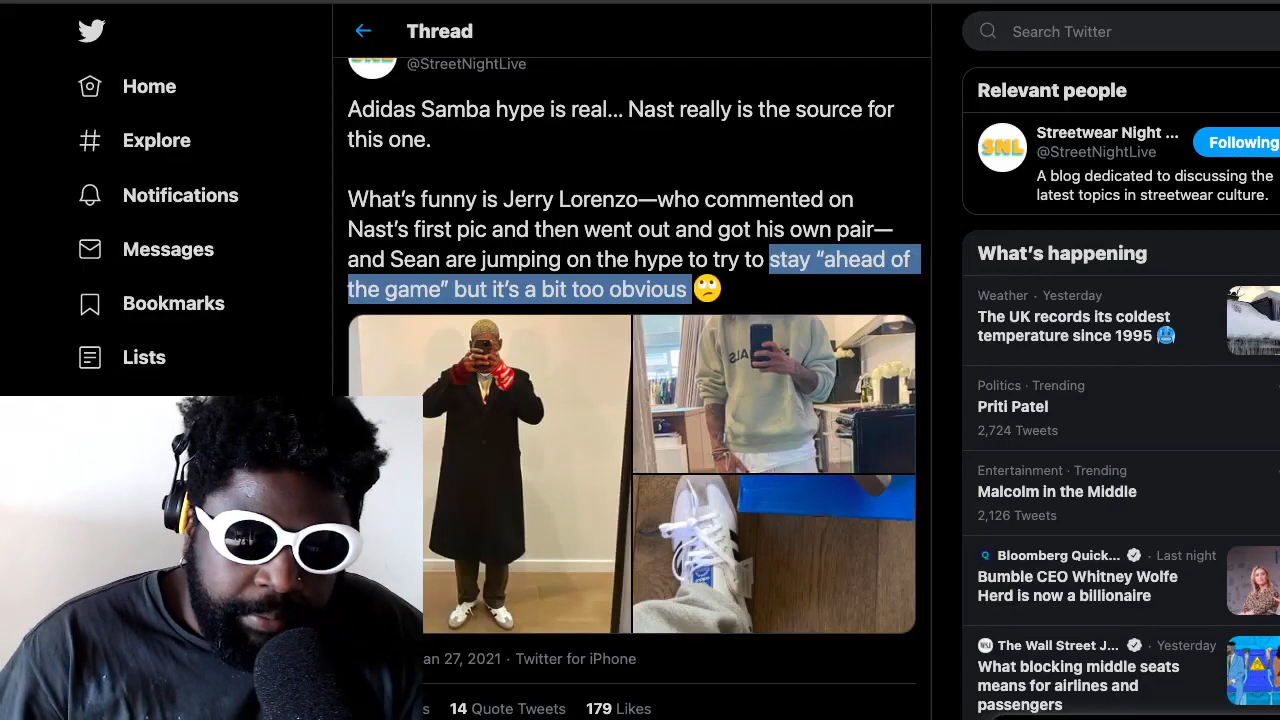 Home
Explore
Notifications
Messages
Bookmarks
Lists
Thread
@StreetNightLive
Adidas Samba hype is real... Nast really is the source for
this one.
What's funny is Jerry Lorenzo—who commented on
Nast's first pic and then went out and got his own pair—
and Sean are jumping on the hype to try to stay “ahead of
the game” but it's a bit too obvious 🙄
an 27, 2021 · Twitter for iPhone
s 14 Quote Tweets 179 Likes
Search Twitter
Relevant people
SNL
Streetwear Night ...
@StreetNightLive
Following
A blog dedicated to discussing the
latest topics in streetwear culture.
What's happening
Weather · Yesterday
The UK records its coldest
temperature since 1995 🥶
Politics · Trending
Priti Patel
2,724 Tweets
Entertainment · Trending
Malcolm in the Middle
2,126 Tweets
Bloomberg Quick... · Last night
Bumble CEO Whitney Wolfe
Herd is now a billionaire
The Wall Street J... · Yesterday
What blocking middle seats
means for airlines and
passengers